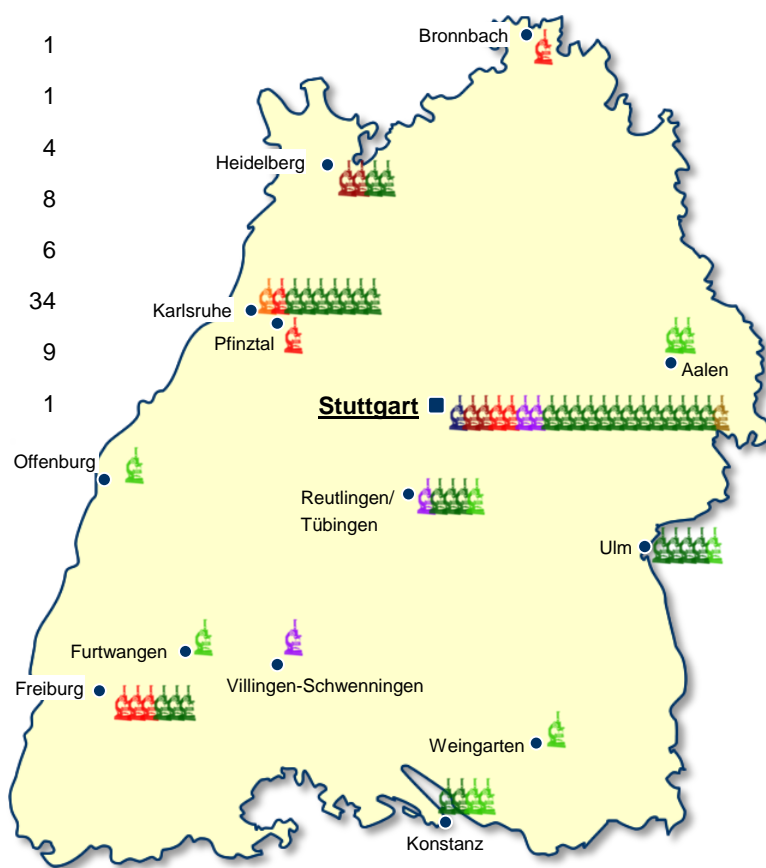 1
1
4
8
6
34
9
1
Bronnbach
Heidelberg
Karlsruhe
Pfinztal
Aalen
Stuttgart
Offenburg
Reutlingen/
Tübingen
Ulm
Furtwangen
Villingen-Schwenningen
Freiburg
Weingarten
Konstanz